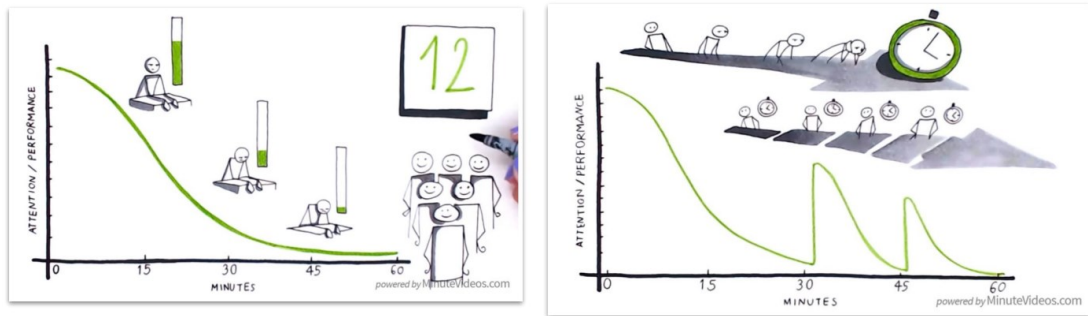 12
ATTENTION / PERFORMANCE
0 15 30 45 60
MINUTES
powered by MinuteVideos.com
ATTENTION / PERFORMANCE
0 15 30 45 60
MINUTES
powered by MinuteVideos.com